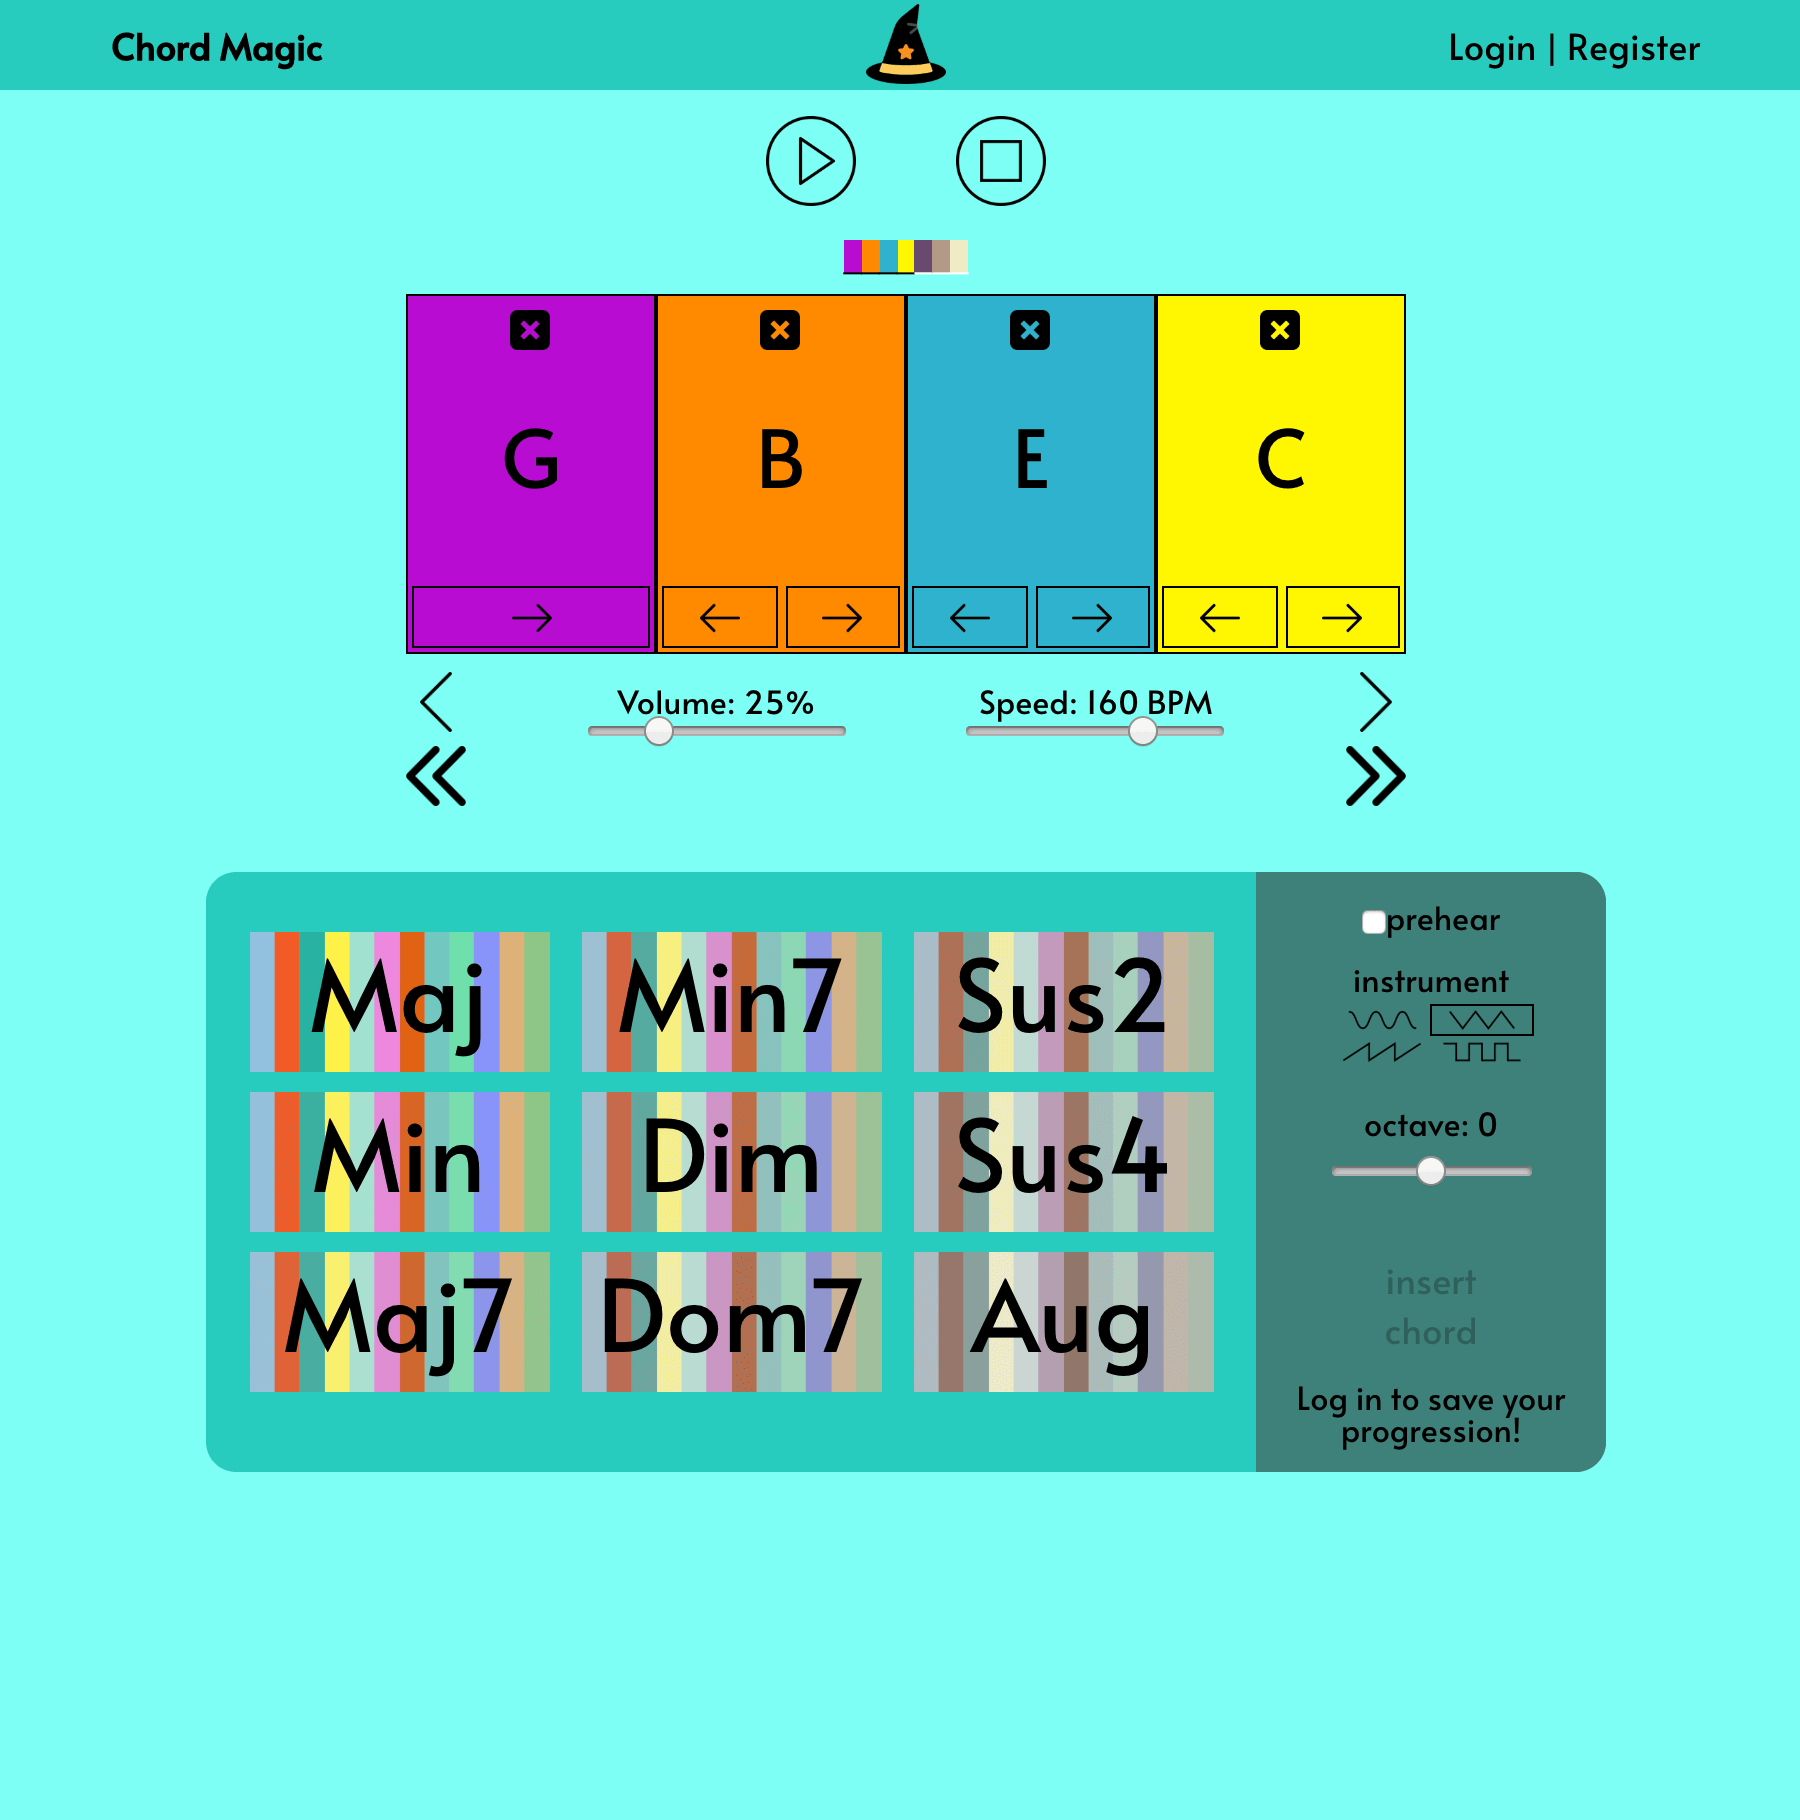 Chord Magic
Login | Register
G
B
E
C
Volume: 25%
Speed: 160 BPM
Maj
Min7
Sus2
Min
Dim
Sus4
Maj7
Dom7
Aug
prehear
instrument
octave: 0
insert
chord
Log in to save your
progression!